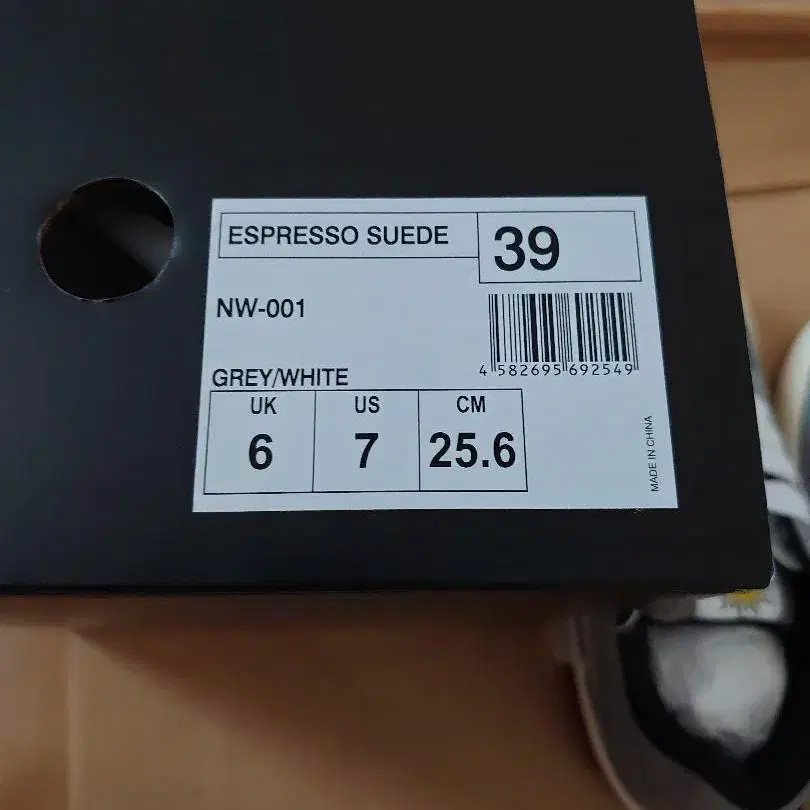 ESPRESSO SUEDE
39
NW-001
4 582695 692549
GREY/WHITE
UK
US
CM
6
7
25.6
MADE IN CHINA